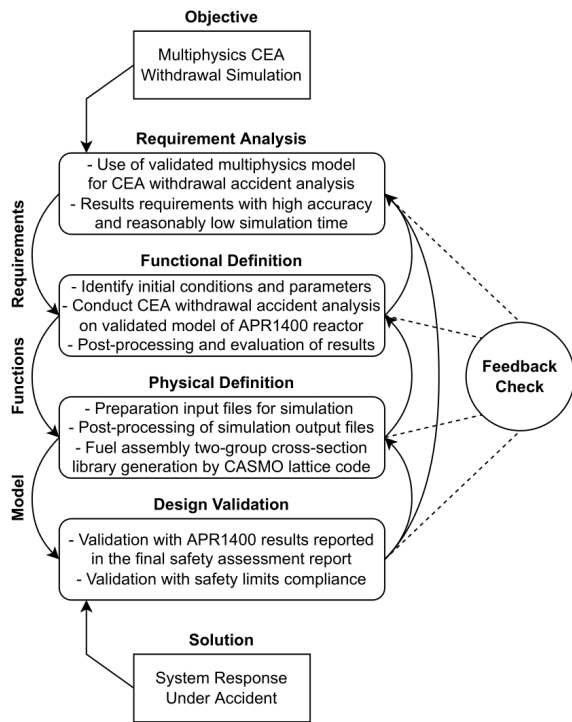 Objective
Multiphysics CEA
Withdrawal Simulation
Requirement Analysis
- Use of validated multiphysics model
for CEA withdrawal accident analysis
- Results requirements with high accuracy
and reasonably low simulation time
Requirements
Functional Definition
- Identify initial conditions and parameters
- Conduct CEA withdrawal accident analysis
on validated model of APR1400 reactor
- Post-processing and evaluation of results
Functions
Physical Definition
- Preparation input files for simulation
- Post-processing of simulation output files
- Fuel assembly two-group cross-section
library generation by CASMO lattice code
Model
Design Validation
- Validation with APR1400 results reported
in the final safety assessment report
- Validation with safety limits compliance
Solution
System Response
Under Accident
Feedback
Check